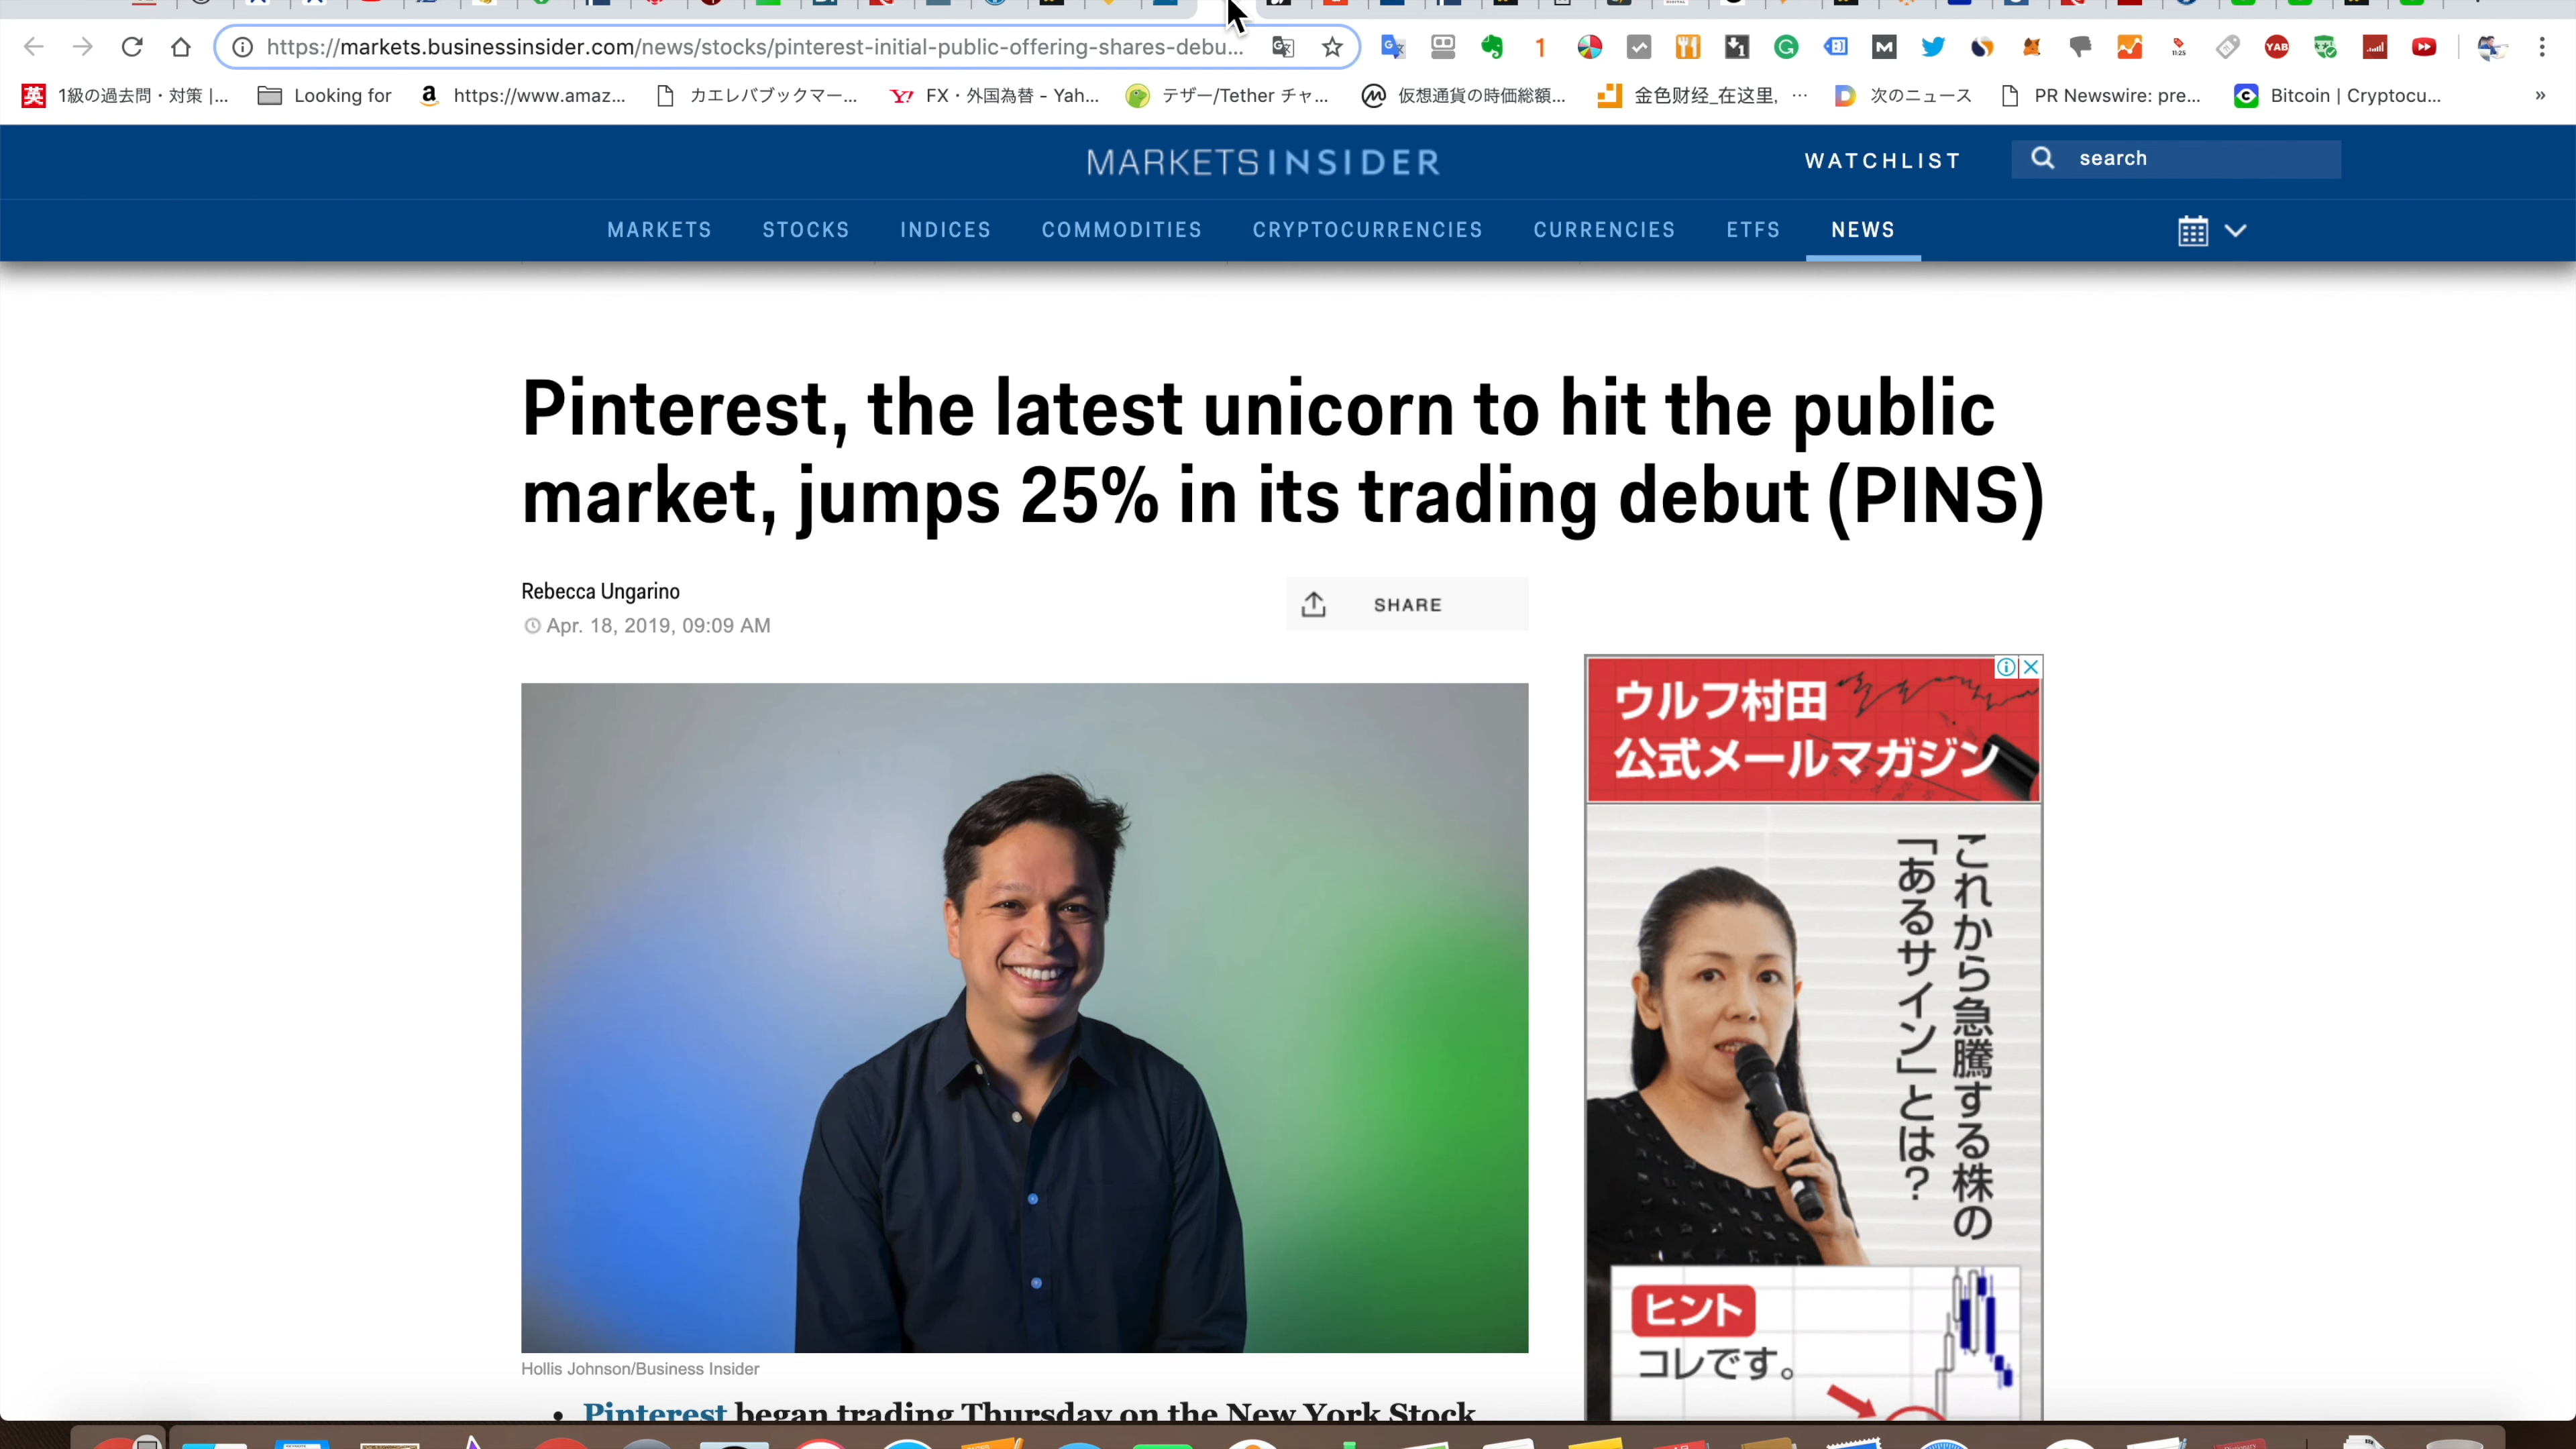 https://markets.businessinsider.com/news/stocks/pinterest-initial-public-offering-shares-debu...
英 1級の過去問・対策 |... Looking for https://www.amaz... カエレバブックマー... FX・外国為替 - Yah... テザー/Tether チャ... 仮想通貨の時価総額... 金色财经_在这里, ... 次のニュース PR Newswire: pre... Bitcoin | Cryptocu... »
MARKETS INSIDER
WATCHLIST
search
MARKETS STOCKS INDICES COMMODITIES CRYPTOCURRENCIES CURRENCIES ETFS NEWS
Pinterest, the latest unicorn to hit the public
market, jumps 25% in its trading debut (PINS)
Rebecca Ungarino
Apr. 18, 2019, 09:09 AM
SHARE
Hollis Johnson/Business Insider
• Pinterest began trading Thursday on the New York Stock
ウルフ村田
公式メールマガジン
これから急騰する株の
「あるサイン」とは?
ヒント
コレです。